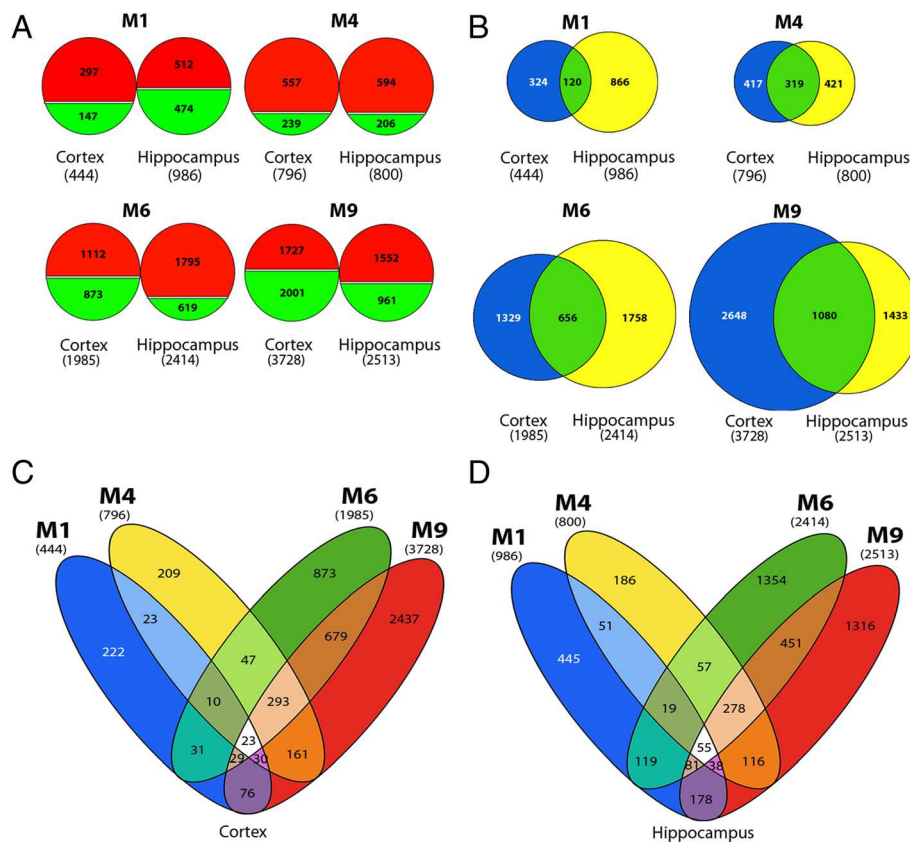 A
M1
M4
297
512
557
594
147
474
239
206
Cortex
(444)
Hippocampus
(986)
Cortex
(796)
Hippocampus
(800)
M6
M9
1112
1795
1727
1552
873
619
2001
961
Cortex
(1985)
Hippocampus
(2414)
Cortex
(3728)
Hippocampus
(2513)
B
M1
M4
324
120
866
417
319
421
Cortex
(444)
Hippocampus
(986)
Cortex
(796)
Hippocampus
(800)
M6
M9
1329
656
1758
2648
1080
1433
Cortex
(1985)
Hippocampus
(2414)
Cortex
(3728)
Hippocampus
(2513)
C
M4
(796)
M6
(1985)
M1
(444)
M9
(3728)
209
873
23
679
2437
222
47
10
293
23
31
29
30
161
76
Cortex
D
M4
(800)
M6
(2414)
M1
(986)
M9
(2513)
186
1354
51
451
1316
445
57
19
278
55
119
81
38
116
178
Hippocampus